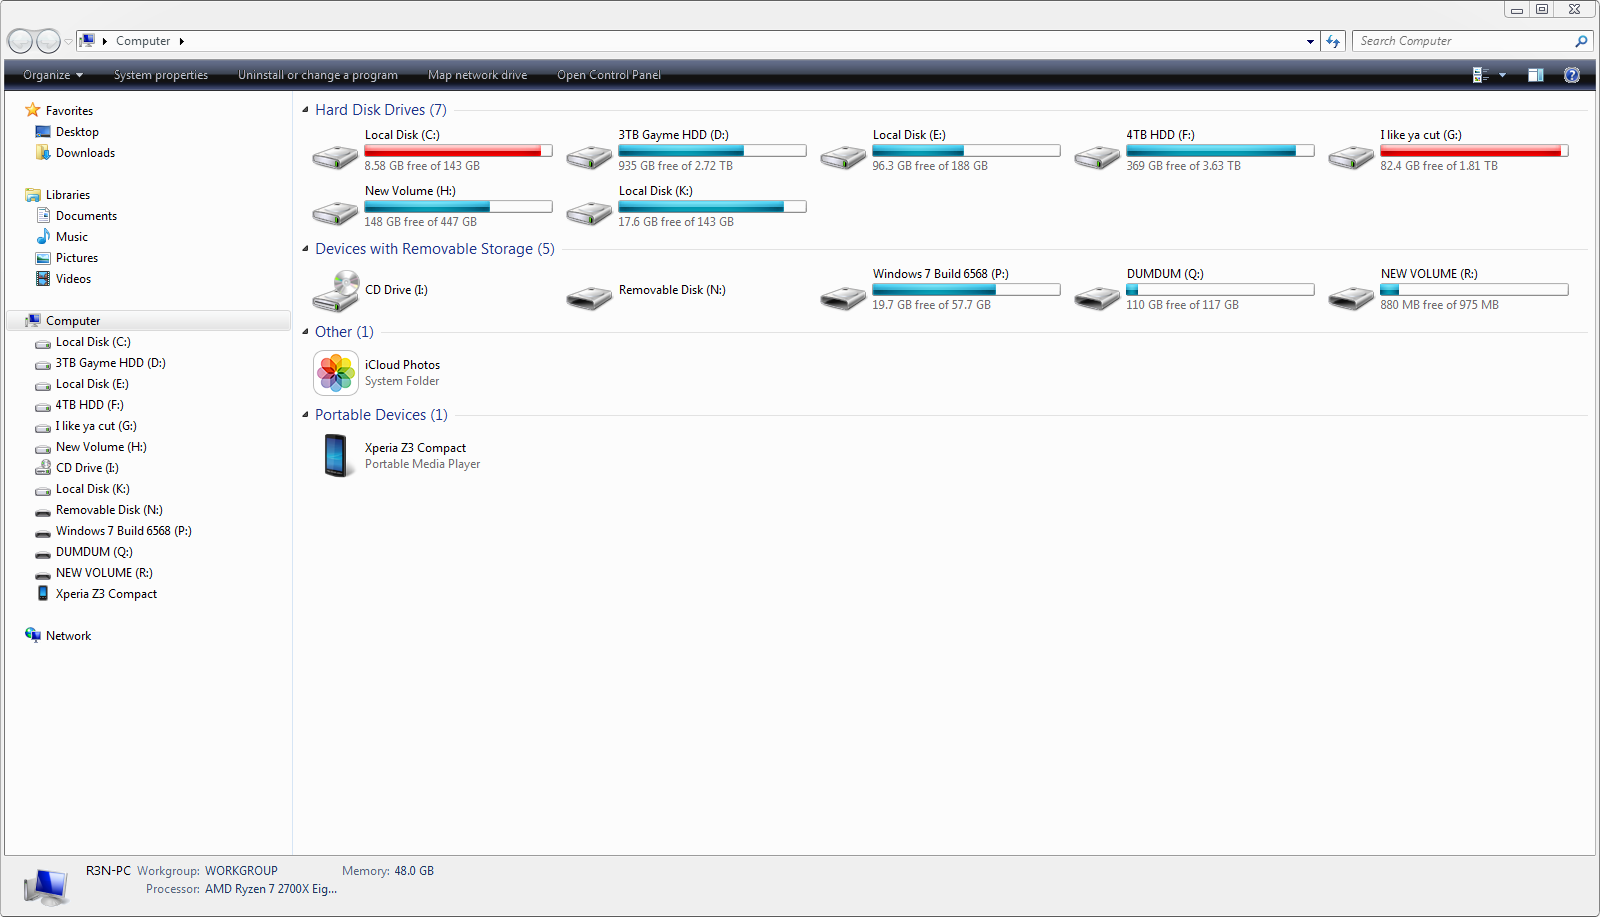 Computer
Search Computer
Organize
System properties
Uninstall or change a program
Map network drive
Open Control Panel
Favorites
Desktop
Downloads
Libraries
Documents
Music
Pictures
Videos
Computer
Local Disk (C:)
3TB Gayme HDD (D:)
Local Disk (E:)
4TB HDD (F:)
I like ya cut (G:)
New Volume (H:)
CD Drive (I:)
Local Disk (K:)
Removable Disk (N:)
Windows 7 Build 6568 (P:)
DUMDUM (Q:)
NEW VOLUME (R:)
Xperia Z3 Compact
Network
Hard Disk Drives (7)
Local Disk (C:)
8.58 GB free of 143 GB
3TB Gayme HDD (D:)
935 GB free of 2.72 TB
Local Disk (E:)
96.3 GB free of 188 GB
4TB HDD (F:)
369 GB free of 3.63 TB
I like ya cut (G:)
82.4 GB free of 1.81 TB
New Volume (H:)
148 GB free of 447 GB
Local Disk (K:)
17.6 GB free of 143 GB
Devices with Removable Storage (5)
CD Drive (I:)
Removable Disk (N:)
Windows 7 Build 6568 (P:)
19.7 GB free of 57.7 GB
DUMDUM (Q:)
110 GB free of 117 GB
NEW VOLUME (R:)
880 MB free of 975 MB
Other (1)
iCloud Photos
System Folder
Portable Devices (1)
Xperia Z3 Compact
Portable Media Player
R3N-PC Workgroup: WORKGROUP Memory: 48.0 GB
Processor: AMD Ryzen 7 2700X Eig...